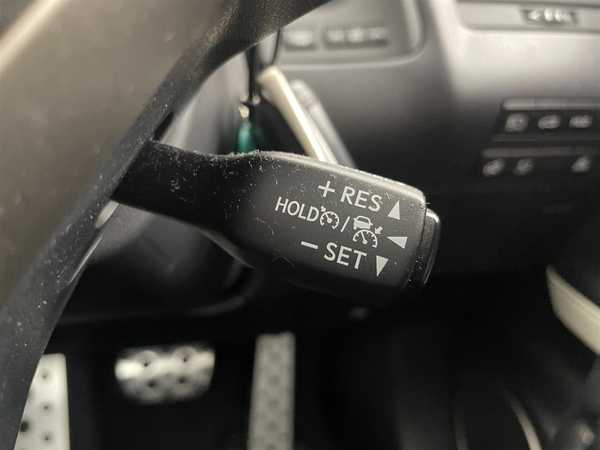 + RES
HOLD /
− SET